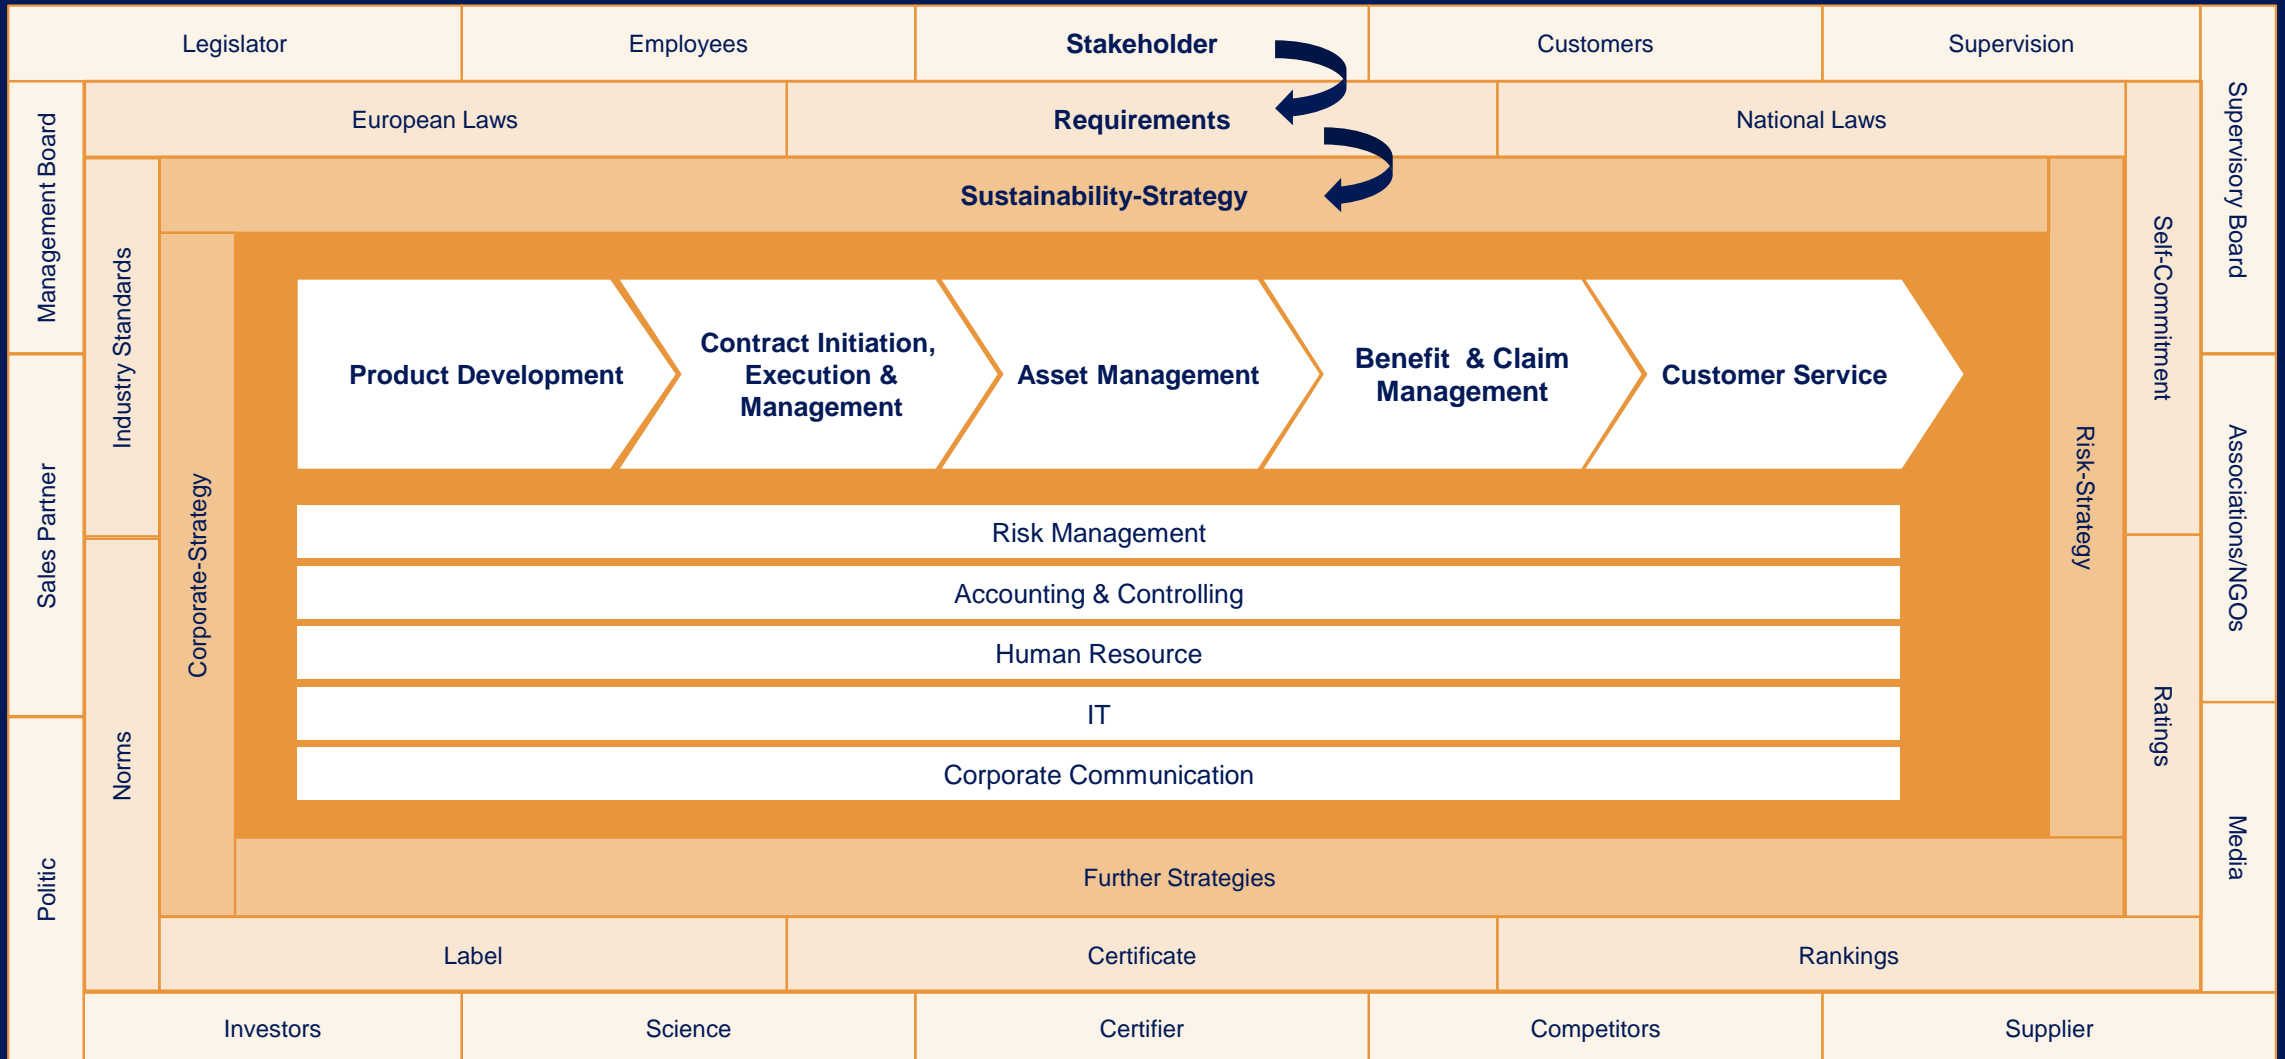 Legislator
Employees
Stakeholder
Customers
Supervision
European Laws
Requirements
National Laws
Sustainability-Strategy
Management Board
Sales Partner
Politic
Industry Standards
Norms
Corporate-Strategy
Product Development
Contract Initiation,
Execution &
Management
Asset Management
Benefit & Claim
Management
Customer Service
Risk Management
Accounting & Controlling
Human Resource
IT
Corporate Communication
Risk-Strategy
Self-Commitment
Ratings
Supervisory Board
Associations/NGOs
Media
Further Strategies
Label
Certificate
Rankings
Investors
Science
Certifier
Competitors
Supplier